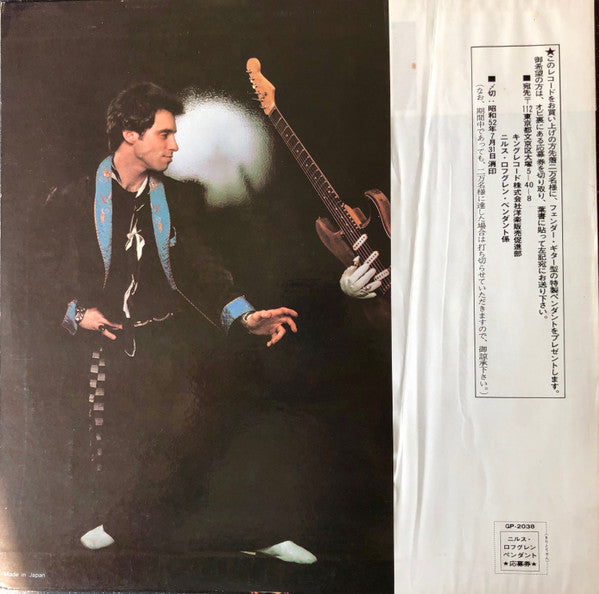 ★このレコードをお買い上げの方先着二万名様に、フェンダー・ギター型の特製ペンダントをプレゼントします。
御希望の方は、オビ裏にある応募券を切り取り、葉書に貼って左記宛にお送り下さい。
■宛先〒112 東京都文京区大塚5-40-8
キングレコード株式会社洋楽販売促進部
ニルス・ロフグレン・ペンダント係
■〆切：昭和52年7月31日消印
(なお、期間中であっても、二万名様に達した場合は打ち切らせていただきますので、御諒承下さい。)
GP-2038
ニルス・
ロフグレン
ペンダント
★応募券★
Made in Japan